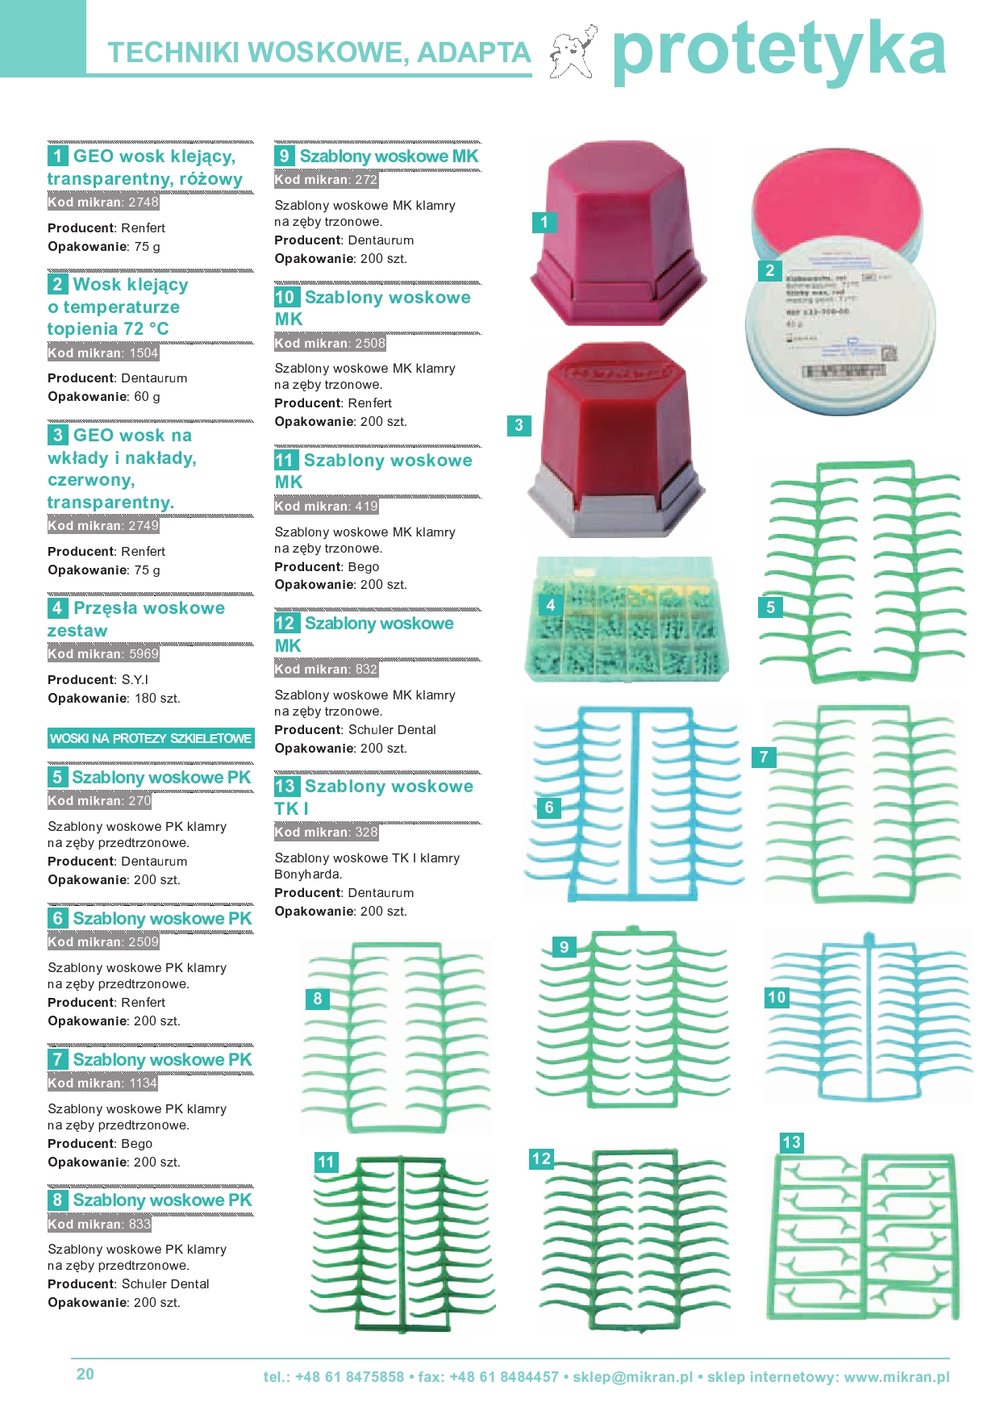 TECHNIKI WOSKOWE, ADAPTA
protetyka
1 GEO wosk klejący,
transparentny, różowy
Kod mikran: 2748
Producent: Renfert
Opakowanie: 75 g
2 Wosk klejący
o temperaturze
topienia 72 °C
Kod mikran: 1504
Producent: Dentaurum
Opakowanie: 60 g
3 GEO wosk na
wkłady i nakłady,
czerwony,
transparentny.
Kod mikran: 2749
Producent: Renfert
Opakowanie: 75 g
4 Przęsła woskowe
zestaw
Kod mikran: 5969
Producent: S.Y.I
Opakowanie: 180 szt.
WOSKI NA PROTEZY SZKIELETOWE
5 Szablony woskowe PK
Kod mikran: 270
Szablony woskowe PK klamry
na zęby przedtrzonowe.
Producent: Dentaurum
Opakowanie: 200 szt.
6 Szablony woskowe PK
Kod mikran: 2509
Szablony woskowe PK klamry
na zęby przedtrzonowe.
Producent: Renfert
Opakowanie: 200 szt.
7 Szablony woskowe PK
Kod mikran: 1134
Szablony woskowe PK klamry
na zęby przedtrzonowe.
Producent: Bego
Opakowanie: 200 szt.
8 Szablony woskowe PK
Kod mikran: 833
Szablony woskowe PK klamry
na zęby przedtrzonowe.
Producent: Schuler Dental
Opakowanie: 200 szt.
9 Szablony woskowe MK
Kod mikran: 272
Szablony woskowe MK klamry
na zęby trzonowe.
Producent: Dentaurum
Opakowanie: 200 szt.
10 Szablony woskowe
MK
Kod mikran: 2508
Szablony woskowe MK klamry
na zęby trzonowe.
Producent: Renfert
Opakowanie: 200 szt.
11 Szablony woskowe
MK
Kod mikran: 419
Szablony woskowe MK klamry
na zęby trzonowe.
Producent: Bego
Opakowanie: 200 szt.
12 Szablony woskowe
MK
Kod mikran: 832
Szablony woskowe MK klamry
na zęby trzonowe.
Producent: Schuler Dental
Opakowanie: 200 szt.
13 Szablony woskowe
TK I
Kod mikran: 328
Szablony woskowe TK I klamry
Bonyharda.
Producent: Dentaurum
Opakowanie: 200 szt.
1
2
3
4
5
6
7
8
9
10
11
12
13
20
tel.: +48 61 8475858 • fax: +48 61 8484457 • sklep@mikran.pl • sklep internetowy: www.mikran.pl